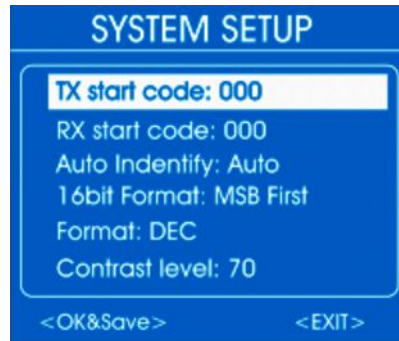 SYSTEM SETUP
TX start code: 000
RX start code: 000
Auto Indentify: Auto
16bit Format: MSB First
Format: DEC
Contrast level: 70
<OK&Save> <EXIT>